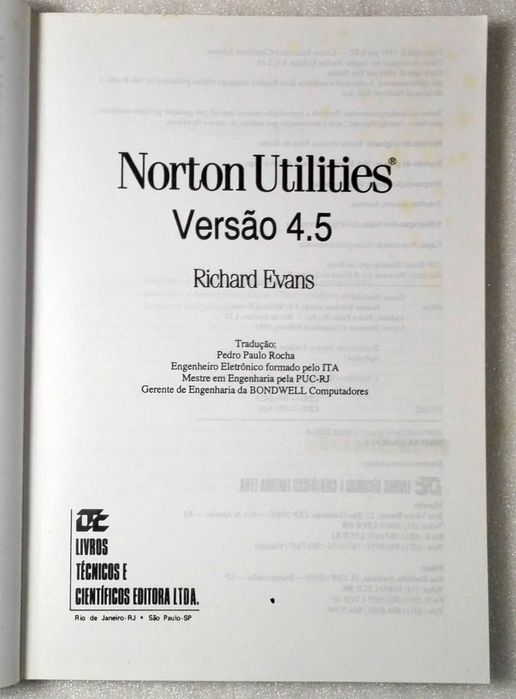 Norton Utilities®
Versão 4.5
Richard Evans
Tradução:
Pedro Paulo Rocha
Engenheiro Eletrônico formado pelo ITA
Mestre em Engenharia pela PUC-RJ
Gerente de Engenharia da BONDWELL Computadores
LTC
LIVROS
TÉCNICOS E
CIENTÍFICOS EDITORA LTDA.
Rio de Janeiro-RJ • São Paulo-SP